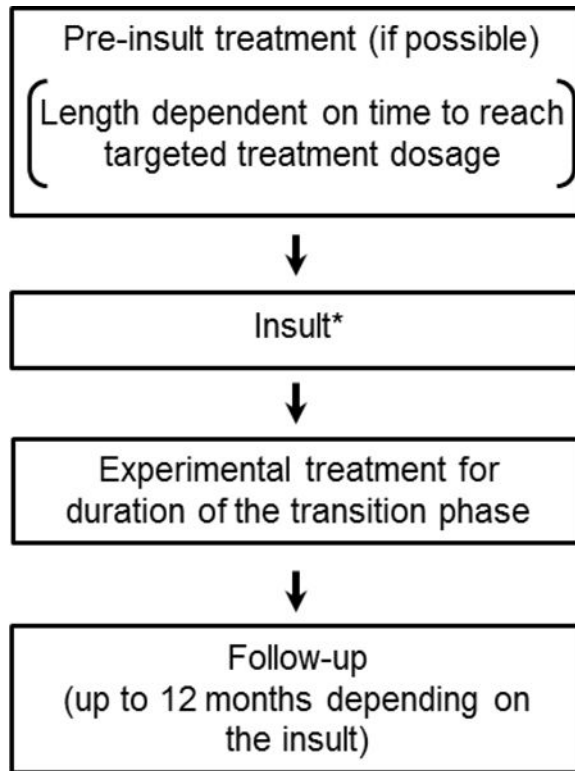 Pre-insult treatment (if possible)
Length dependent on time to reach
targeted treatment dosage
Insult*
Experimental treatment for
duration of the transition phase
Follow-up
(up to 12 months depending on
the insult)